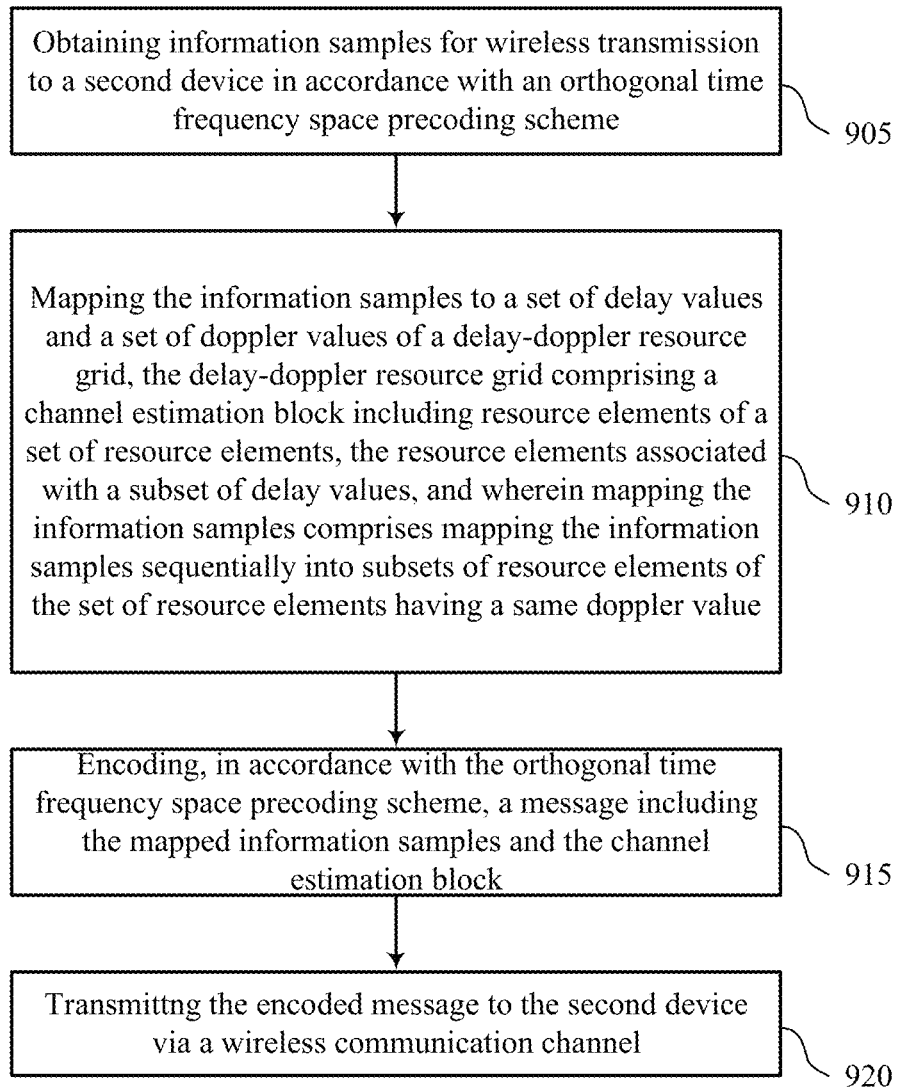 Obtaining information samples for wireless transmission
to a second device in accordance with an orthogonal time
frequency space precoding scheme
905
Mapping the information samples to a set of delay values
and a set of doppler values of a delay-doppler resource
grid, the delay-doppler resource grid comprising a
channel estimation block including resource elements of a
set of resource elements, the resource elements associated
with a subset of delay values, and wherein mapping the
information samples comprises mapping the information
samples sequentially into subsets of resource elements of
the set of resource elements having a same doppler value
910
Encoding, in accordance with the orthogonal time
frequency space precoding scheme, a message including
the mapped information samples and the channel
estimation block
915
Transmittng the encoded message to the second device
via a wireless communication channel
920